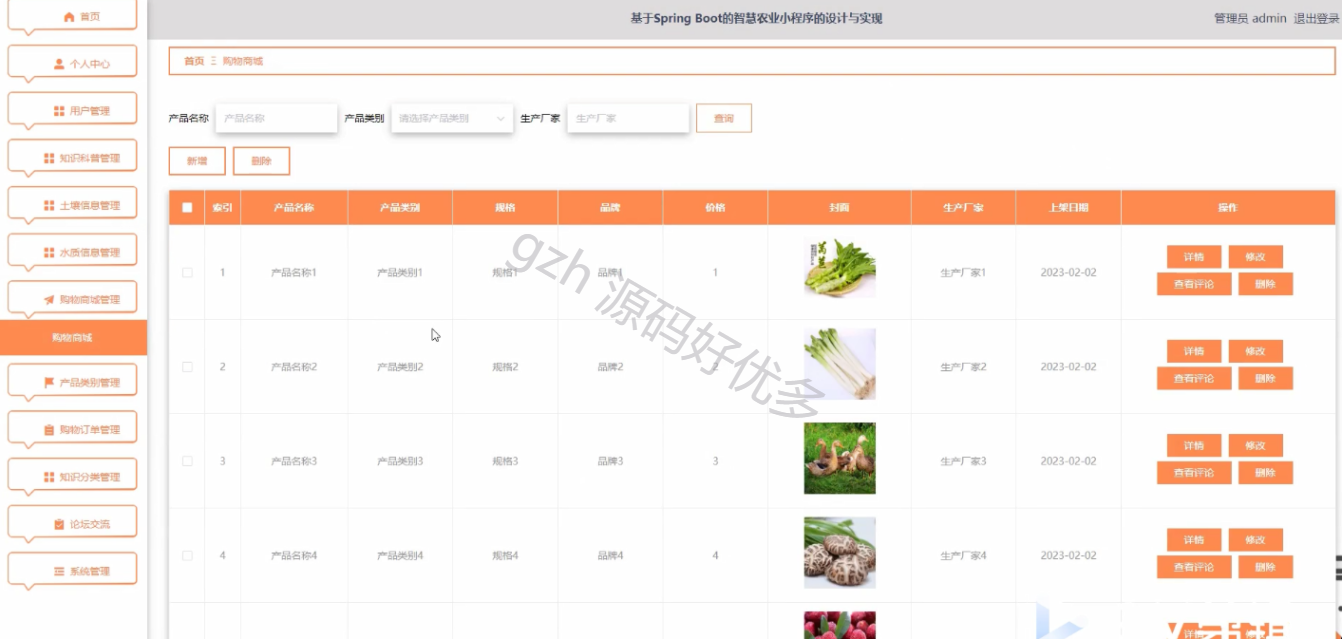 首页
基于Spring Boot的智慧农业小程序的设计与实现
管理员 admin 退出登录
个人中心
用户管理
知识科普管理
土壤信息管理
水质信息管理
购物商城管理
购物商城
产品类别管理
购物订单管理
知识分类管理
论坛交流
系统管理
首页 购物商城
产品名称 产品名称 产品类别 请选择产品类别 生产厂家 生产厂家 查询
新增 删除
索引 产品名称 产品类别 规格 品牌 价格 封面 生产厂家 上架日期 操作
1 产品名称1 产品类别1 规格1 品牌1 1 生产厂家1 2023-02-02 详情 修改
查看评论 删除
2 产品名称2 产品类别2 规格2 品牌2 2 生产厂家2 2023-02-02 详情 修改
查看评论 删除
3 产品名称3 产品类别3 规格3 品牌3 3 生产厂家3 2023-02-02 详情 修改
查看评论 删除
4 产品名称4 产品类别4 规格4 品牌4 4 生产厂家4 2023-02-02 详情 修改
查看评论 删除
gzh 源码好优多